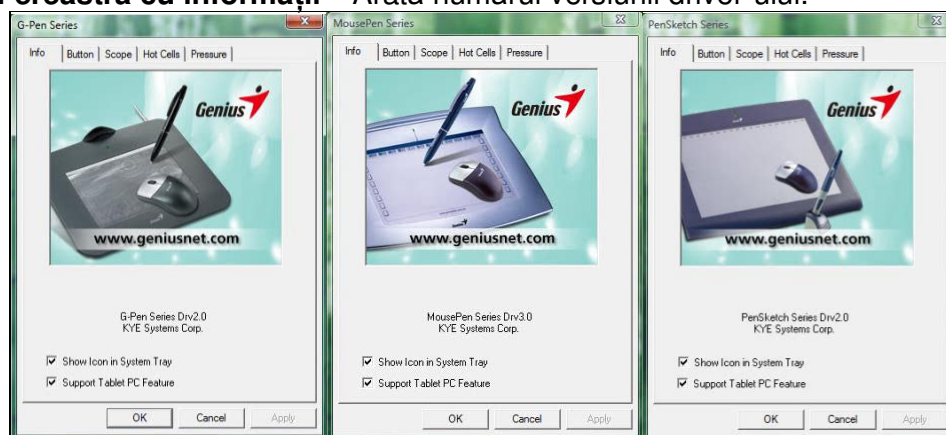 Fereastra cu informații – Arată numărul versiunii driver-ului.
G-Pen Series
Info Button Scope Hot Cells Pressure
Genius
www.geniusnet.com
G-Pen Series Drv2.0
KYE Systems Corp.
Show Icon in System Tray
Support Tablet PC Feature
OK Cancel Apply
MousePen Series
Info Button Scope Hot Cells Pressure
Genius
www.geniusnet.com
MousePen Series Drv3.0
KYE Systems Corp.
Show Icon in System Tray
Support Tablet PC Feature
OK Cancel Apply
PenSketch Series
Info Button Scope Hot Cells Pressure
Genius
www.geniusnet.com
PenSketch Series Drv2.0
KYE Systems Corp.
Show Icon in System Tray
Support Tablet PC Feature
OK Cancel Apply